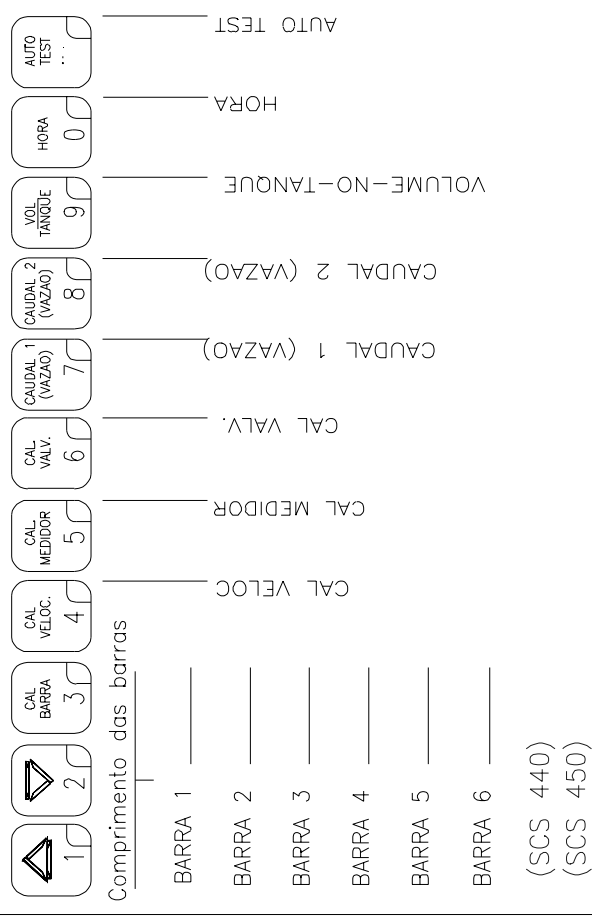 1
2
CAL
BARRA
3
CAL
VELOC.
4
CAL.
MEDIDOR
5
CAL.
VALV.
6
CAUDAL 1
(VAZAO)
7
CAUDAL 2
(VAZAO)
8
VOL
TANQUE
9
HORA
0
AUTO
TEST
...
Comprimento das barras
BARRA 1
BARRA 2
BARRA 3
BARRA 4
BARRA 5
BARRA 6
(SCS 440)
(SCS 450)
CAL VELOC
CAL MEDIDOR
CAL VALV.
CAUDAL 1 (VAZAO)
CAUDAL 2 (VAZAO)
VOLUME-NO-TANQUE
HORA
AUTO TEST